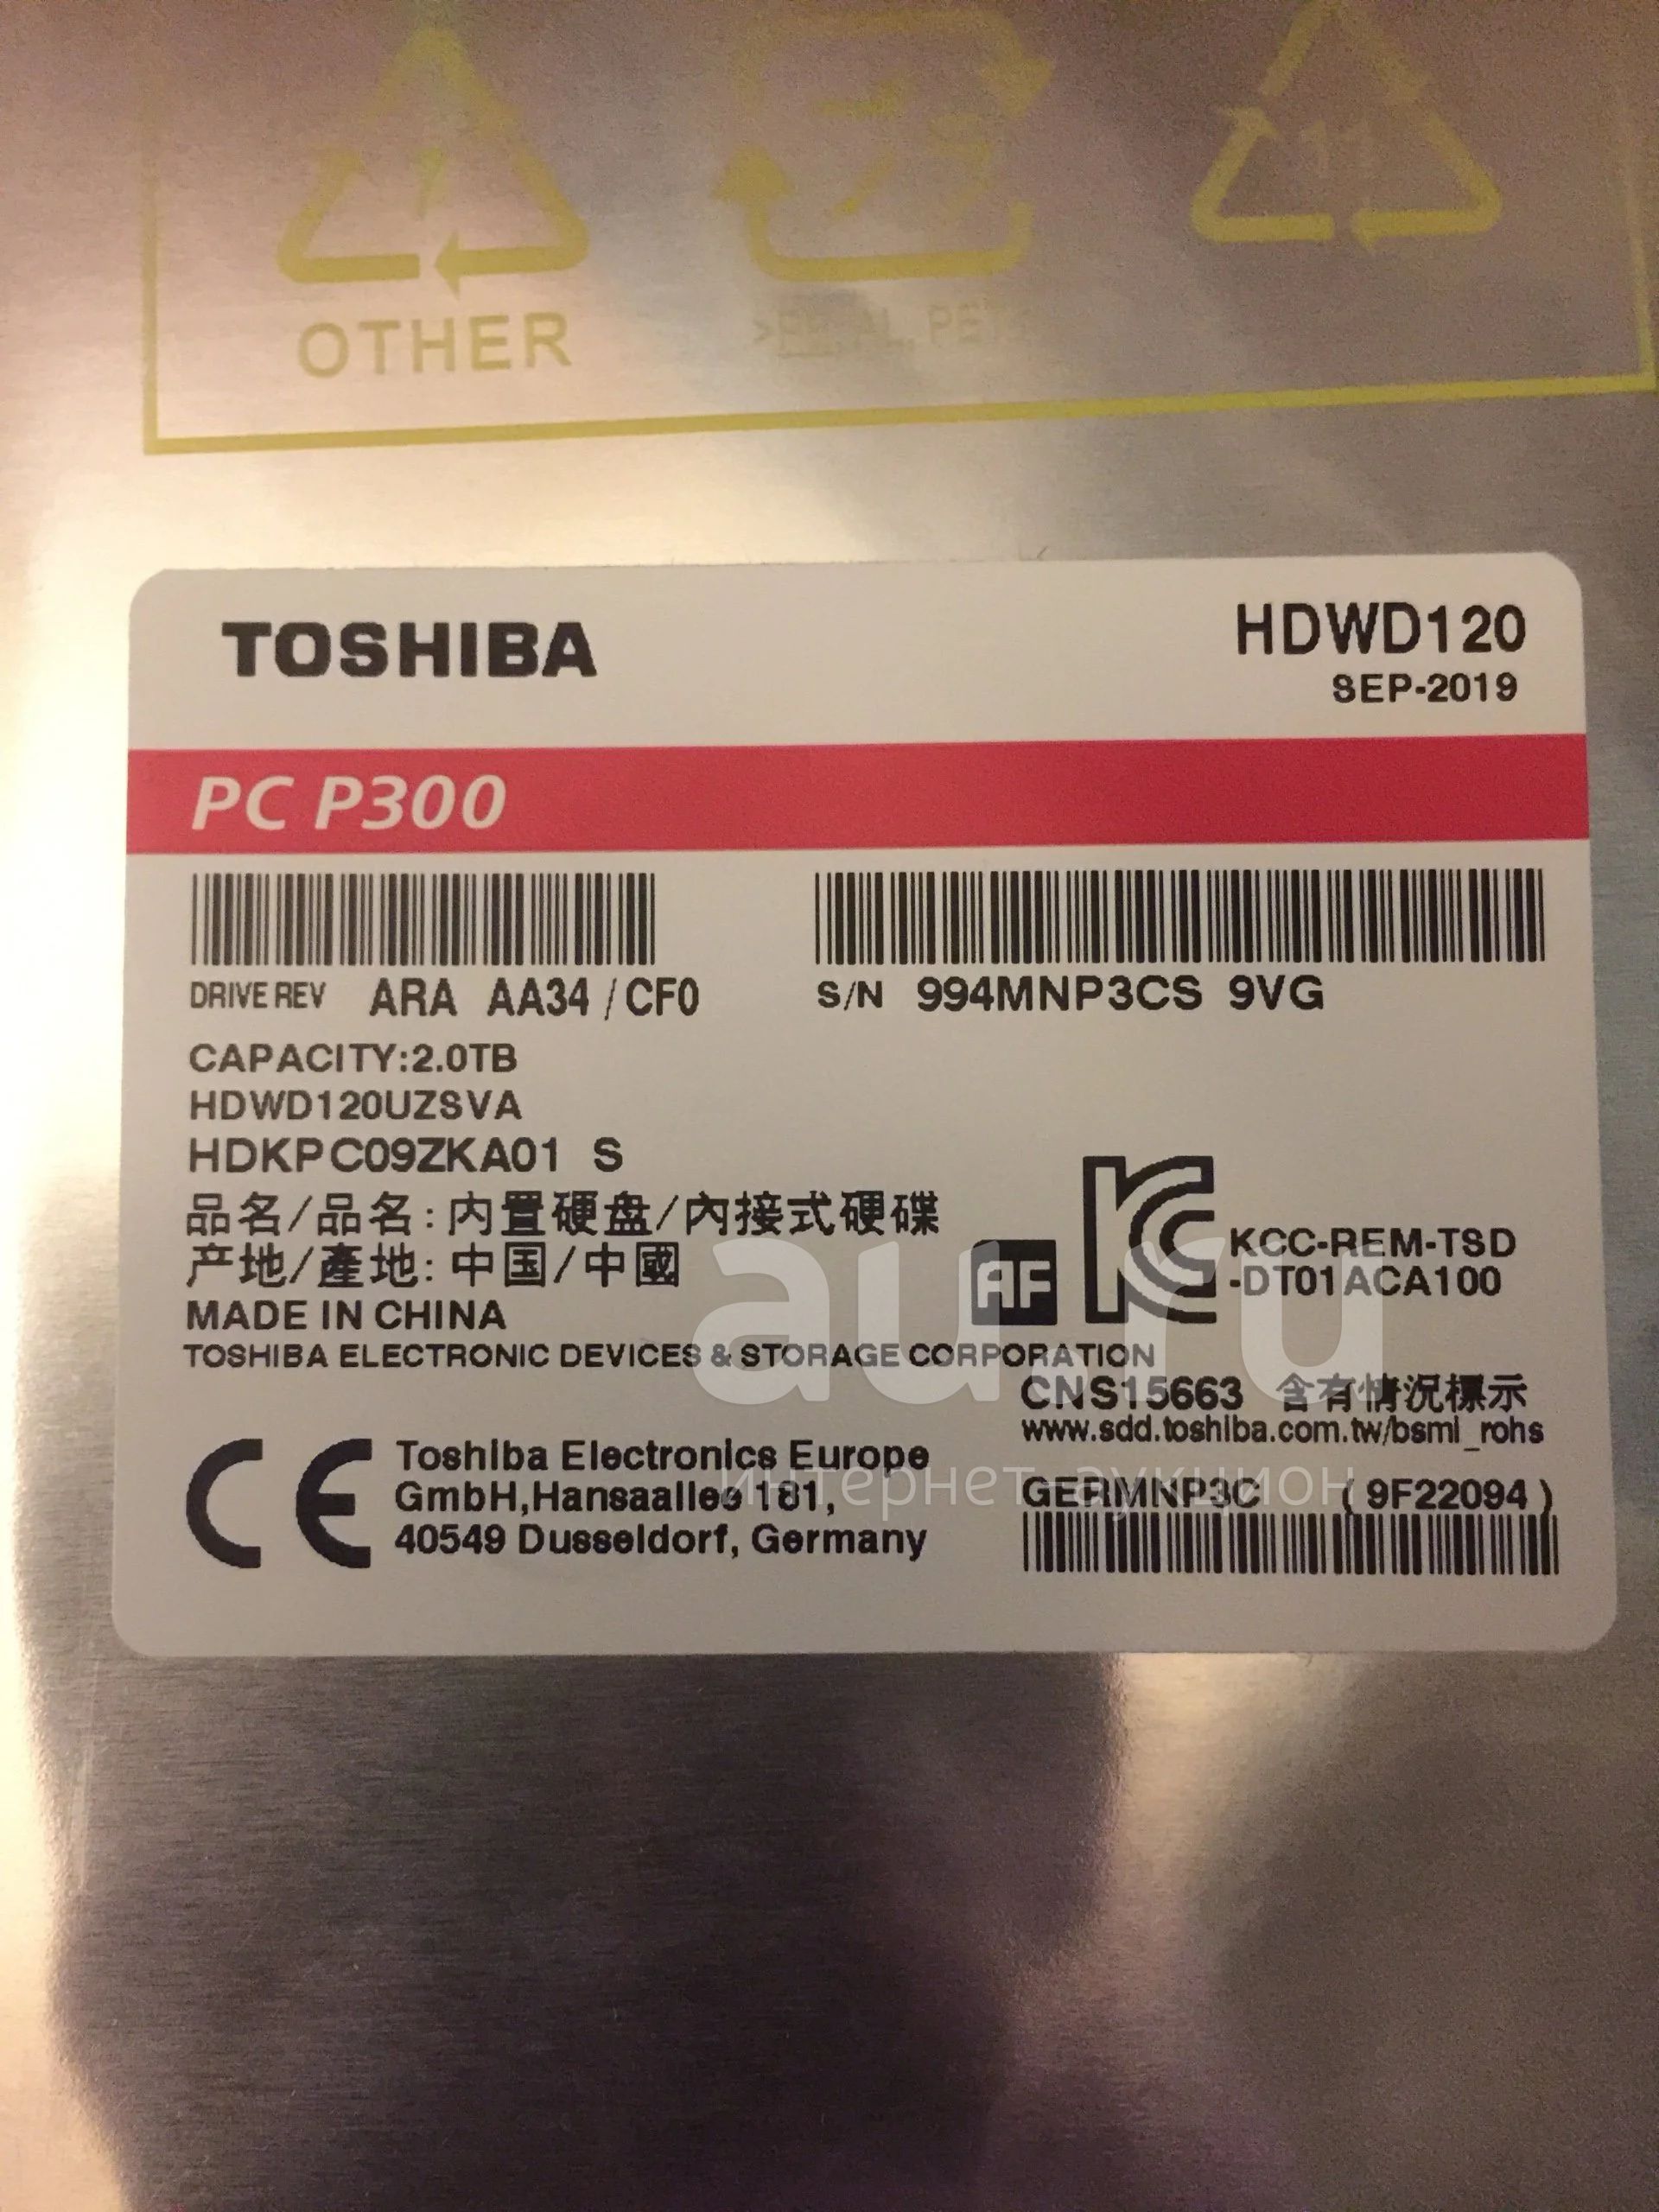 OTHER
TOSHIBA
HDWD120
SEP-2019
PC P300
DRIVE REV ARA AA34 / CF0
S/N 994MNP3CS 9VG
CAPACITY:2.0TB
HDWD120UZSVA
HDKPC09ZKA01 S
品名/品名: 内置硬盘/內接式硬碟
产地/產地: 中国/中國
MADE IN CHINA
AF
KCC-REM-TSD
-DT01ACA100
TOSHIBA ELECTRONIC DEVICES & STORAGE CORPORATION
CNS15663 含有情況標示
www.sdd.toshiba.com.tw/bsmi_rohs
CE
Toshiba Electronics Europe
GmbH,Hansaallee 181,
40549 Dusseldorf, Germany
GERMNP3C (9F22094)
au.ru
интернет-аукцион